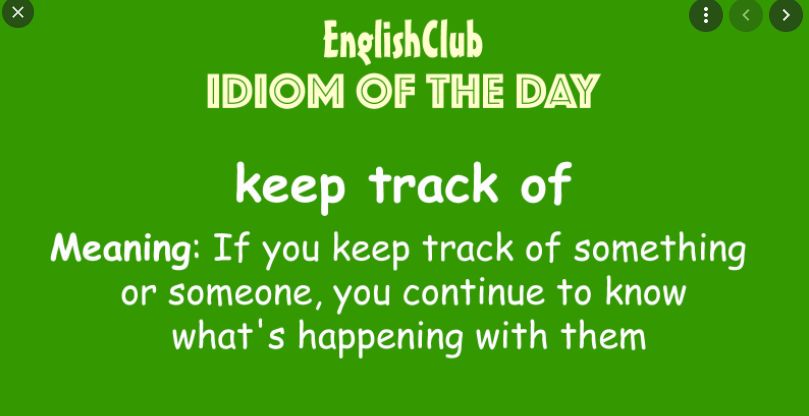 EnglishClub
IDIOM OF THE DAY
keep track of
Meaning: If you keep track of something
or someone, you continue to know
what's happening with them